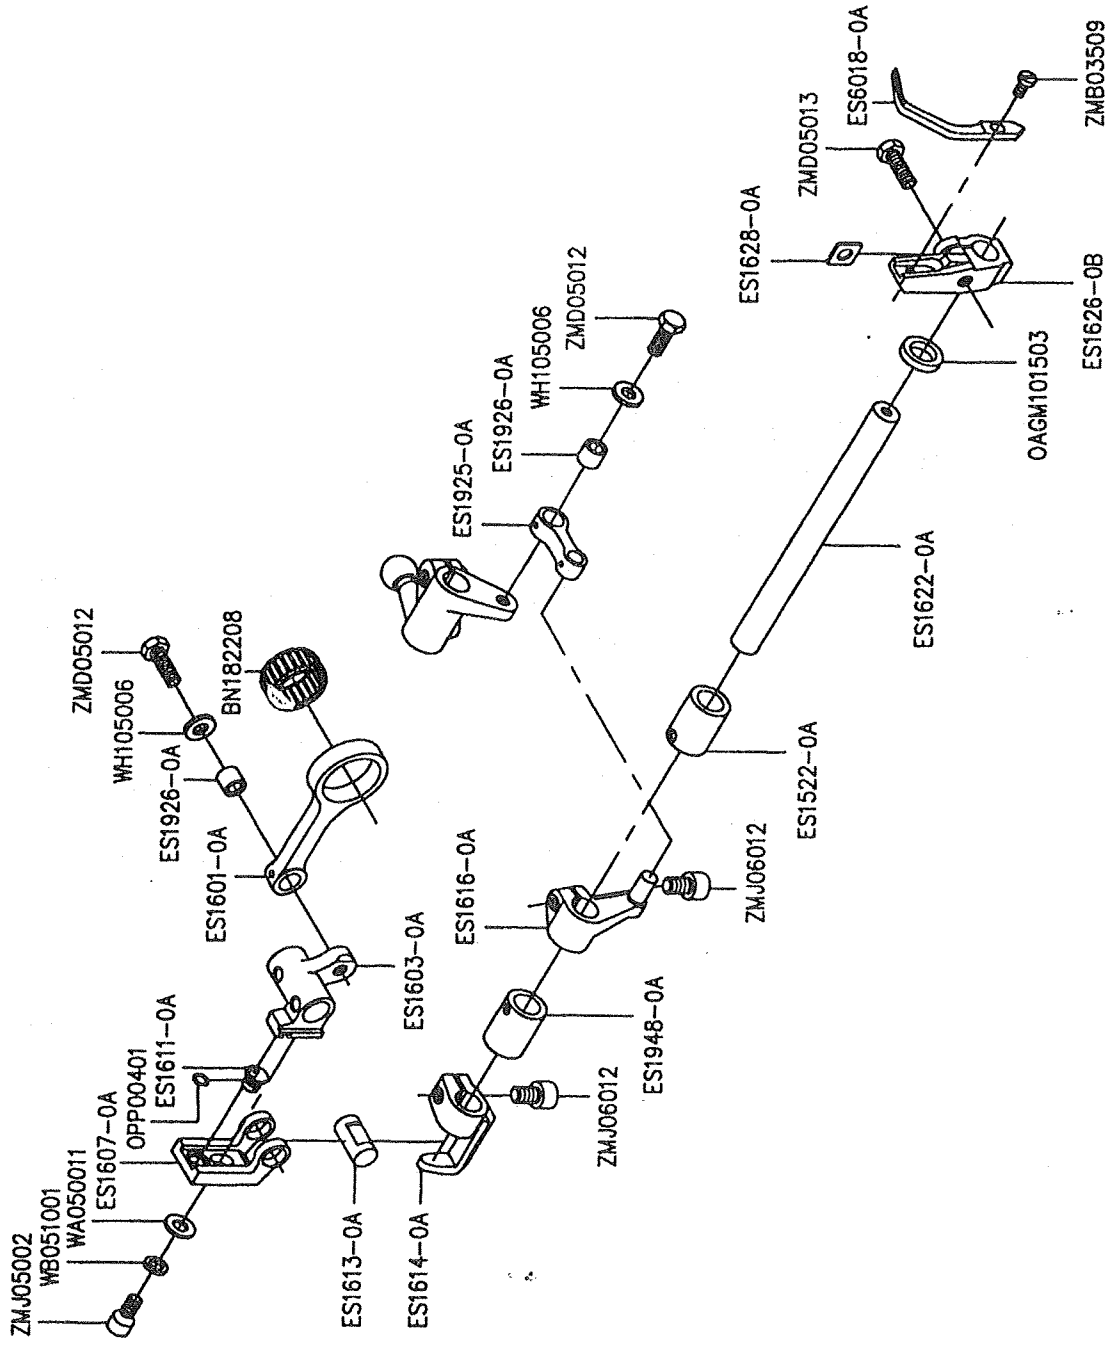 ZMJ05002
WB051001
WA050011
ES1607-0A
OPP00401
ES1611-0A
ES1603-0A
ES1601-0A
ES1926-0A
WH105006
ZMD05012
BN182208
ES1613-0A
ES1614-0A
ZMJ06012
ES1948-0A
ES1616-0A
ZMJ06012
ES1522-0A
ES1622-0A
ES1925-0A
ES1926-0A
WH105006
ZMD05012
OAGM101503
ES1626-0B
ES1628-0A
ZMD05013
ES6018-0A
ZMB03509